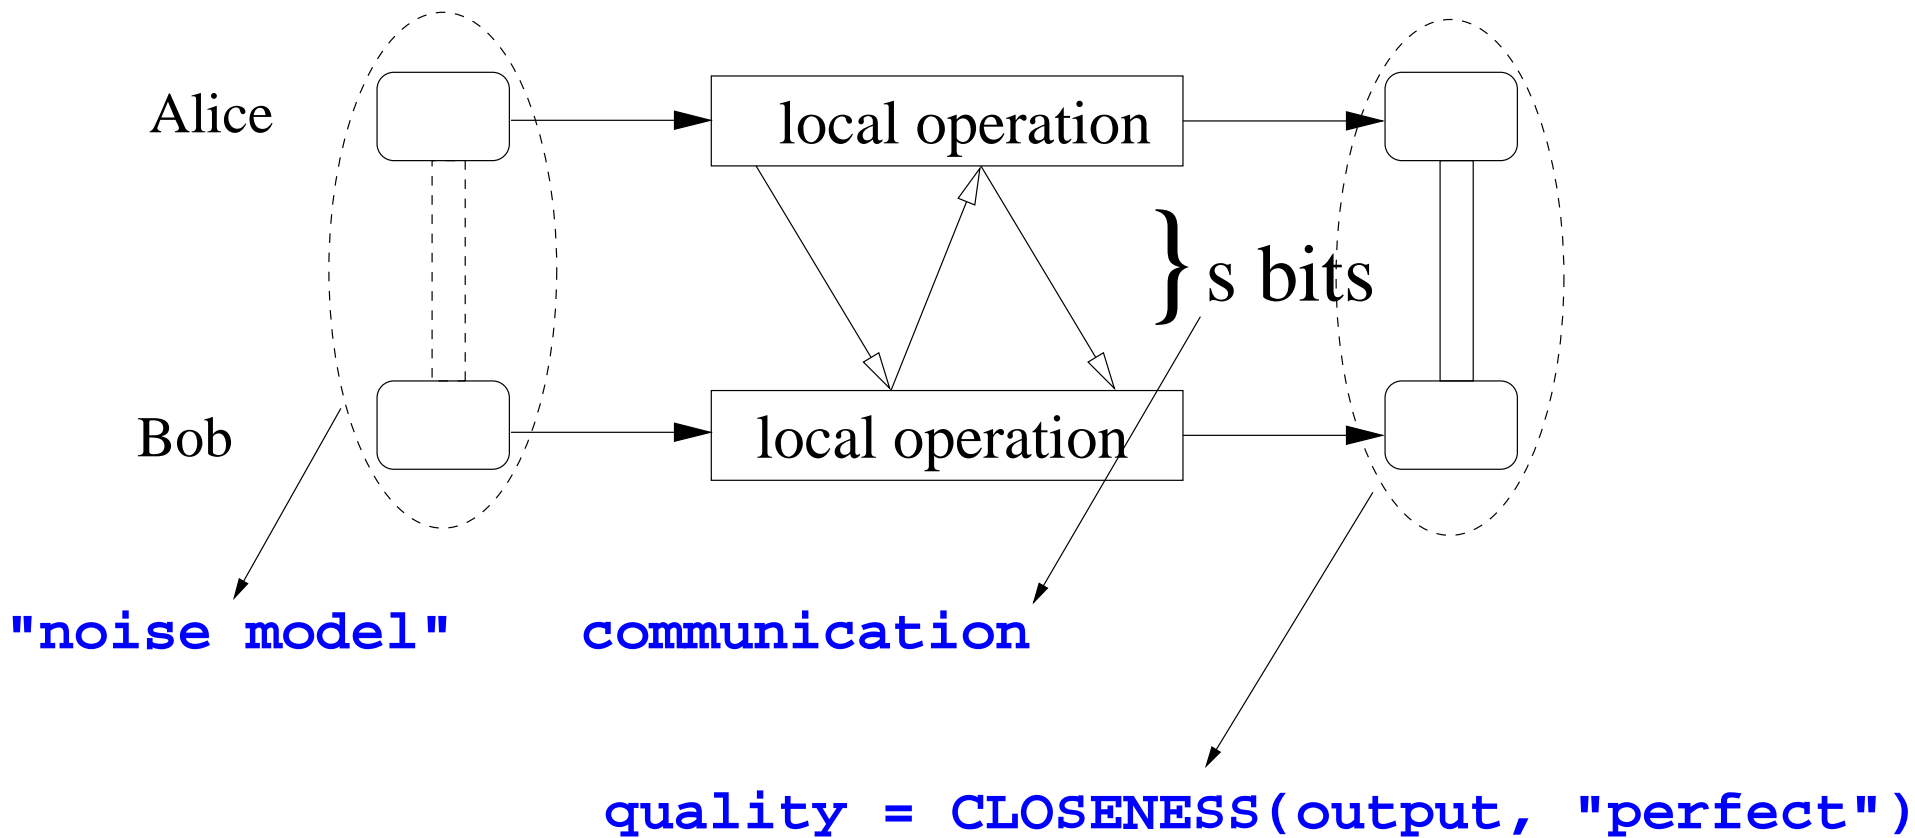 Alice
local operation
} s bits
Bob
local operation
"noise model"
communication
quality = CLOSENESS(output, "perfect")